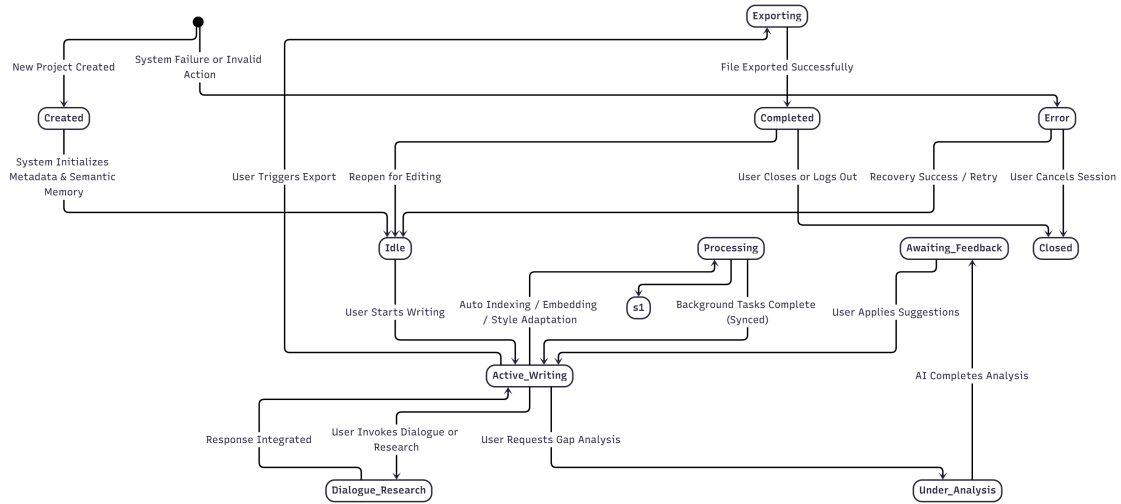 Exporting
New Project Created
System Failure or Invalid
Action
File Exported Successfully
Created
Completed
Error
System Initializes
Metadata & Semantic
Memory
User Triggers Export
Reopen for Editing
User Closes or Logs Out
Recovery Success / Retry
User Cancels Session
Idle
Processing
Awaiting_Feedback
Closed
s1
User Starts Writing
Auto Indexing / Embedding
/ Style Adaptation
Background Tasks Complete
(Synced)
User Applies Suggestions
Active_Writing
AI Completes Analysis
Response Integrated
User Invokes Dialogue or
Research
User Requests Gap Analysis
Dialogue_Research
Under_Analysis